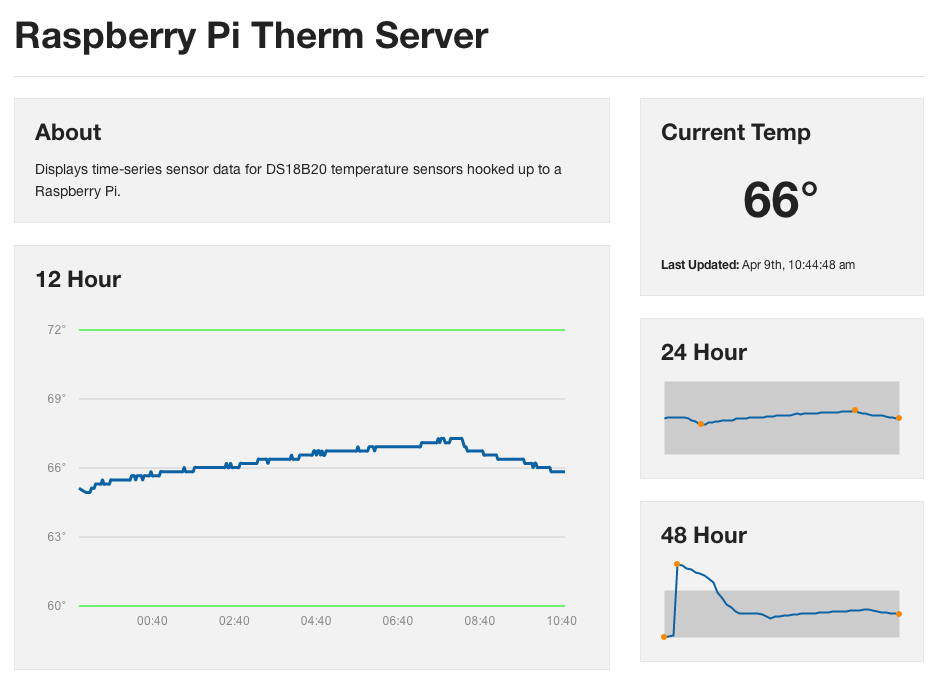 Raspberry Pi Therm Server
About
Displays time-series sensor data for DS18B20 temperature sensors hooked up to a
Raspberry Pi.
Current Temp
66°
Last Updated: Apr 9th, 10:44:48 am
12 Hour
72°
69°
66°
63°
60°
00:40 02:40 04:40 06:40 08:40 10:40
24 Hour
48 Hour